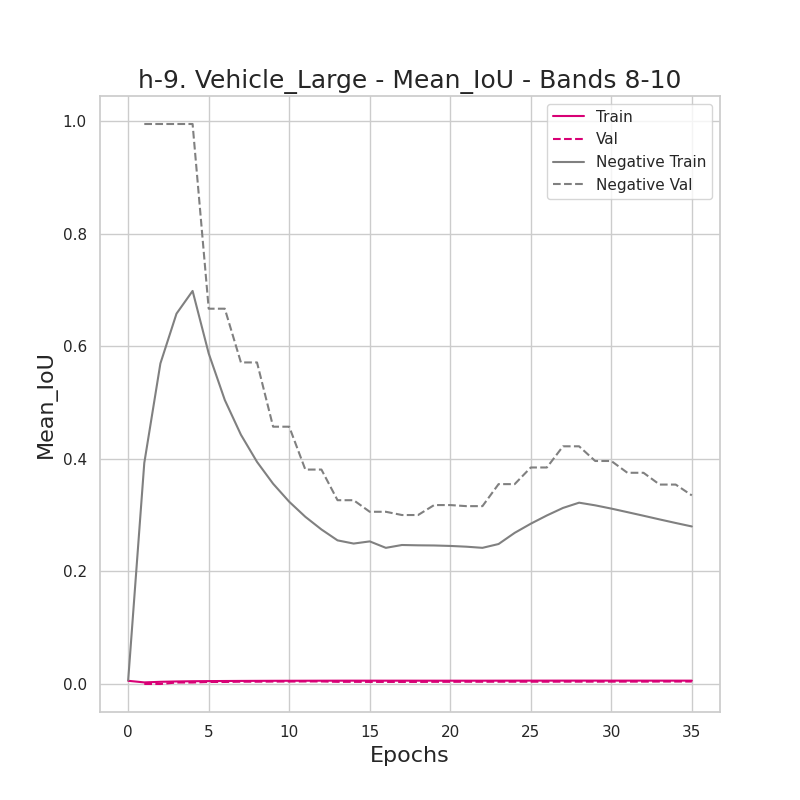 h-9. Vehicle_Large - Mean_IoU - Bands 8-10
Train
Val
Negative Train
Negative Val
1.0
0.8
0.6
0.4
0.2
0.0
Mean_IoU
0 5 10 15 20 25 30 35
Epochs